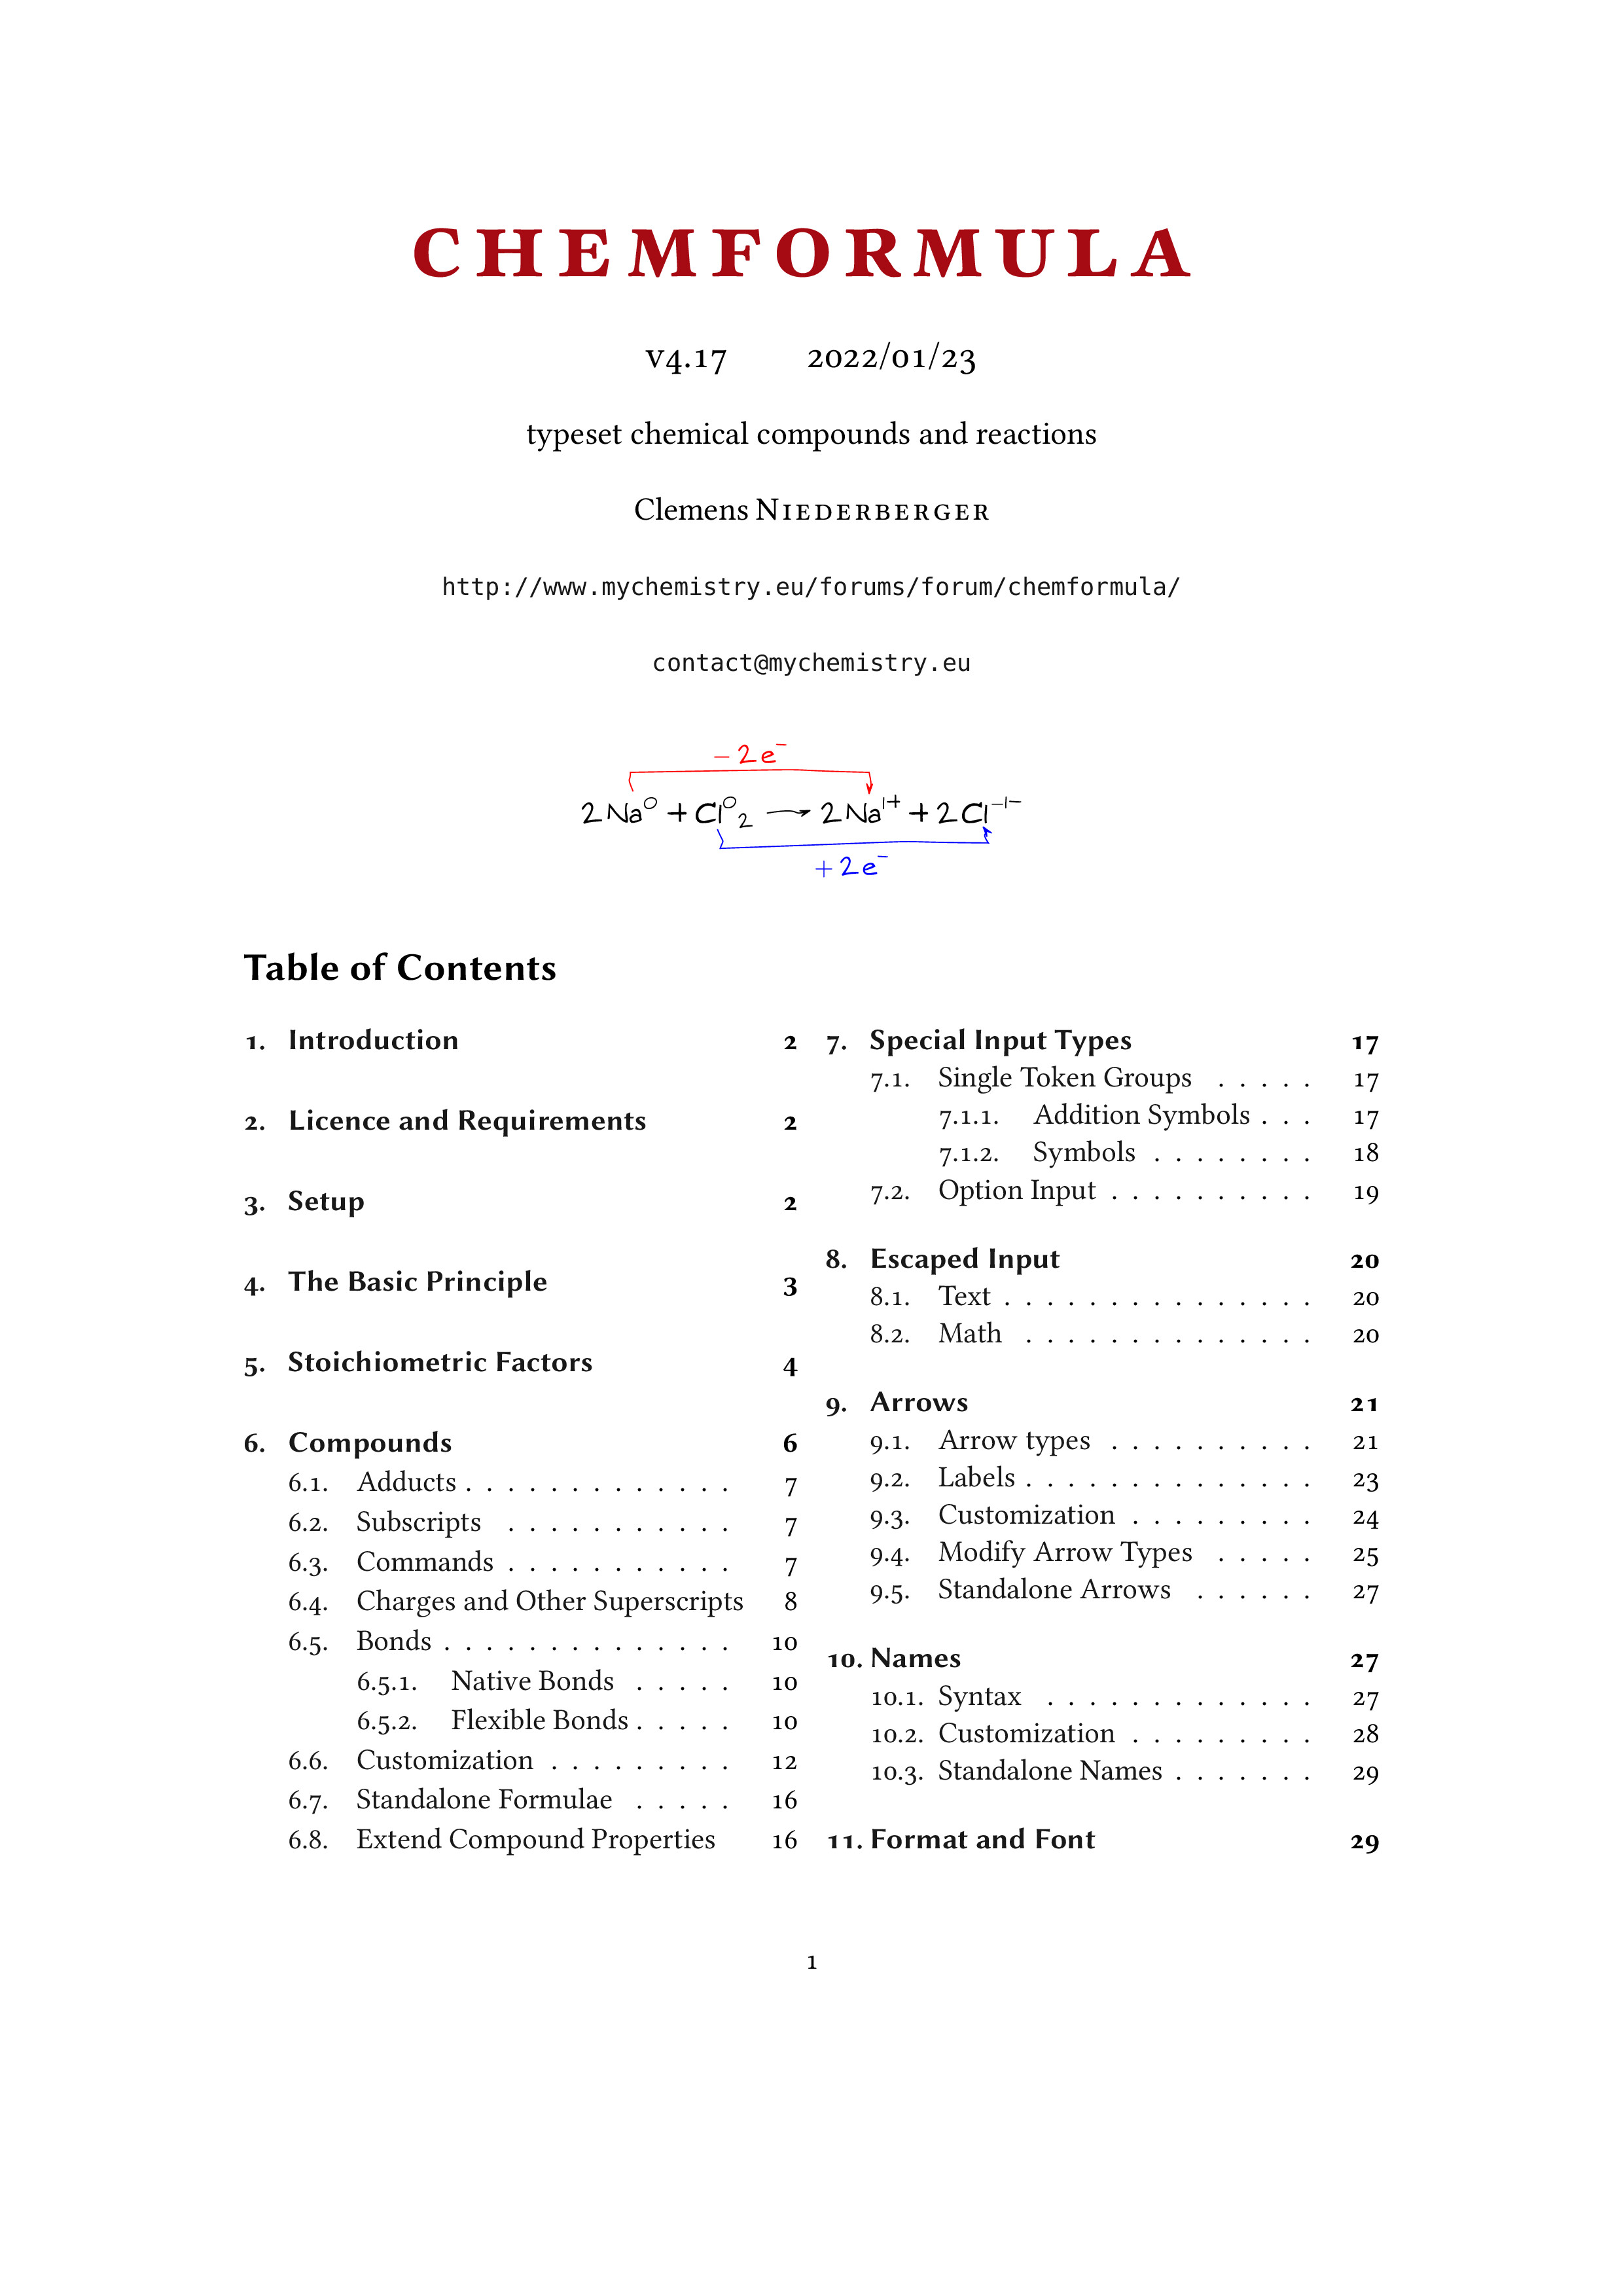 CHEMFORMULA
v4.17 2022/01/23
typeset chemical compounds and reactions
Clemens Niederberger
http://www.mychemistry.eu/forums/forum/chemformula/
contact@mychemistry.eu
− 2 e⁻
2 Na⁰ + Cl⁰₂ ⟶ 2 Na¹⁺ + 2 Cl⁻¹⁻
+ 2 e⁻
Table of Contents
1. Introduction 2
2. Licence and Requirements 2
3. Setup 2
4. The Basic Principle 3
5. Stoichiometric Factors 4
6. Compounds 6
6.1. Adducts . . . . . . . . . . . . . 7
6.2. Subscripts . . . . . . . . . . . 7
6.3. Commands . . . . . . . . . . . 7
6.4. Charges and Other Superscripts 8
6.5. Bonds . . . . . . . . . . . . . . 10
6.5.1. Native Bonds . . . . . 10
6.5.2. Flexible Bonds . . . . . 10
6.6. Customization . . . . . . . . . 12
6.7. Standalone Formulae . . . . . 16
6.8. Extend Compound Properties 16
7. Special Input Types 17
7.1. Single Token Groups . . . . . 17
7.1.1. Addition Symbols . . . 17
7.1.2. Symbols . . . . . . . . 18
7.2. Option Input . . . . . . . . . . 19
8. Escaped Input 20
8.1. Text . . . . . . . . . . . . . . . 20
8.2. Math . . . . . . . . . . . . . . 20
9. Arrows 21
9.1. Arrow types . . . . . . . . . . 21
9.2. Labels . . . . . . . . . . . . . . 23
9.3. Customization . . . . . . . . . 24
9.4. Modify Arrow Types . . . . . 25
9.5. Standalone Arrows . . . . . . 27
10. Names 27
10.1. Syntax . . . . . . . . . . . . . 27
10.2. Customization . . . . . . . . . 28
10.3. Standalone Names . . . . . . . 29
11. Format and Font 29
1